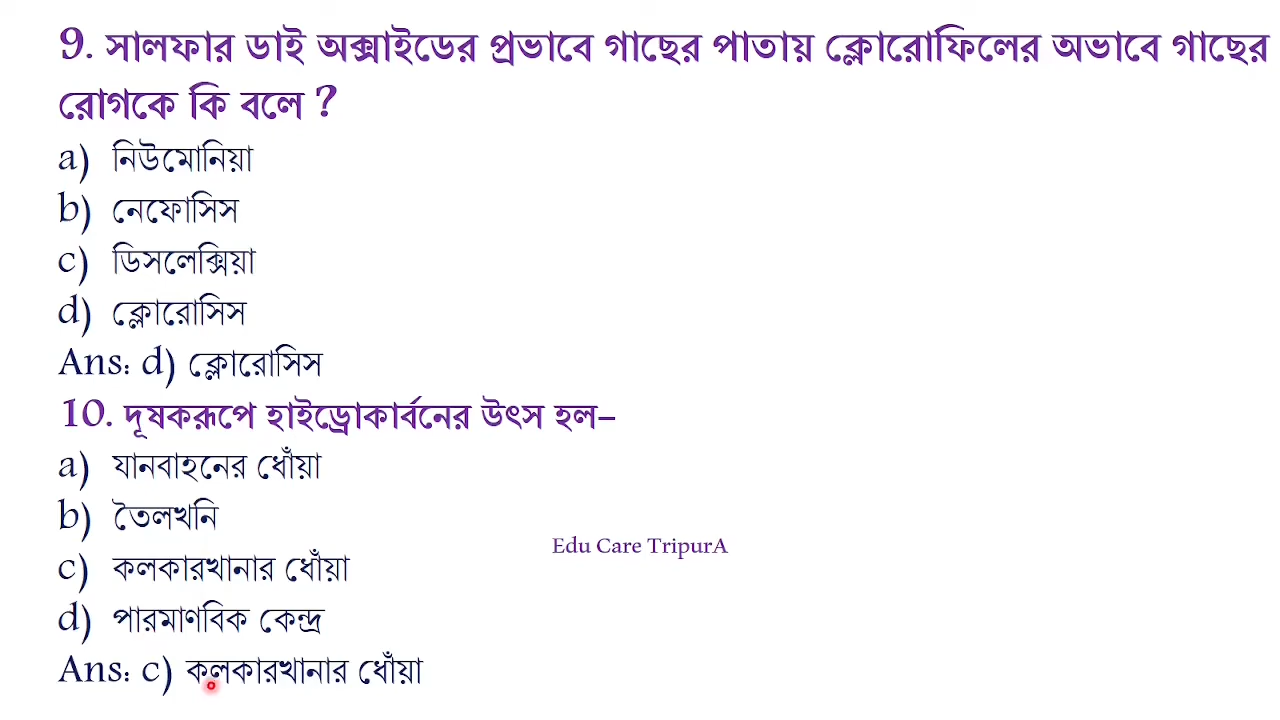 9. সালফার ডাই অক্সাইডের প্রভাবে গাছের পাতায় ক্লোরোফিলের অভাবে গাছের
রোগকে কি বলে ?
a) নিউমোনিয়া
b) নেফোসিস
c) ডিসলেক্সিয়া
d) ক্লোরোসিস
Ans: d) ক্লোরোসিস
10. দূষকরূপে হাইড্রোকার্বনের উৎস হল–
a) যানবাহনের ধোঁয়া
b) তৈলখনি
Edu Care TripurA
c) কলকারখানার ধোঁয়া
d) পারমাণবিক কেন্দ্র
Ans: c) কলকারখানার ধোঁয়া